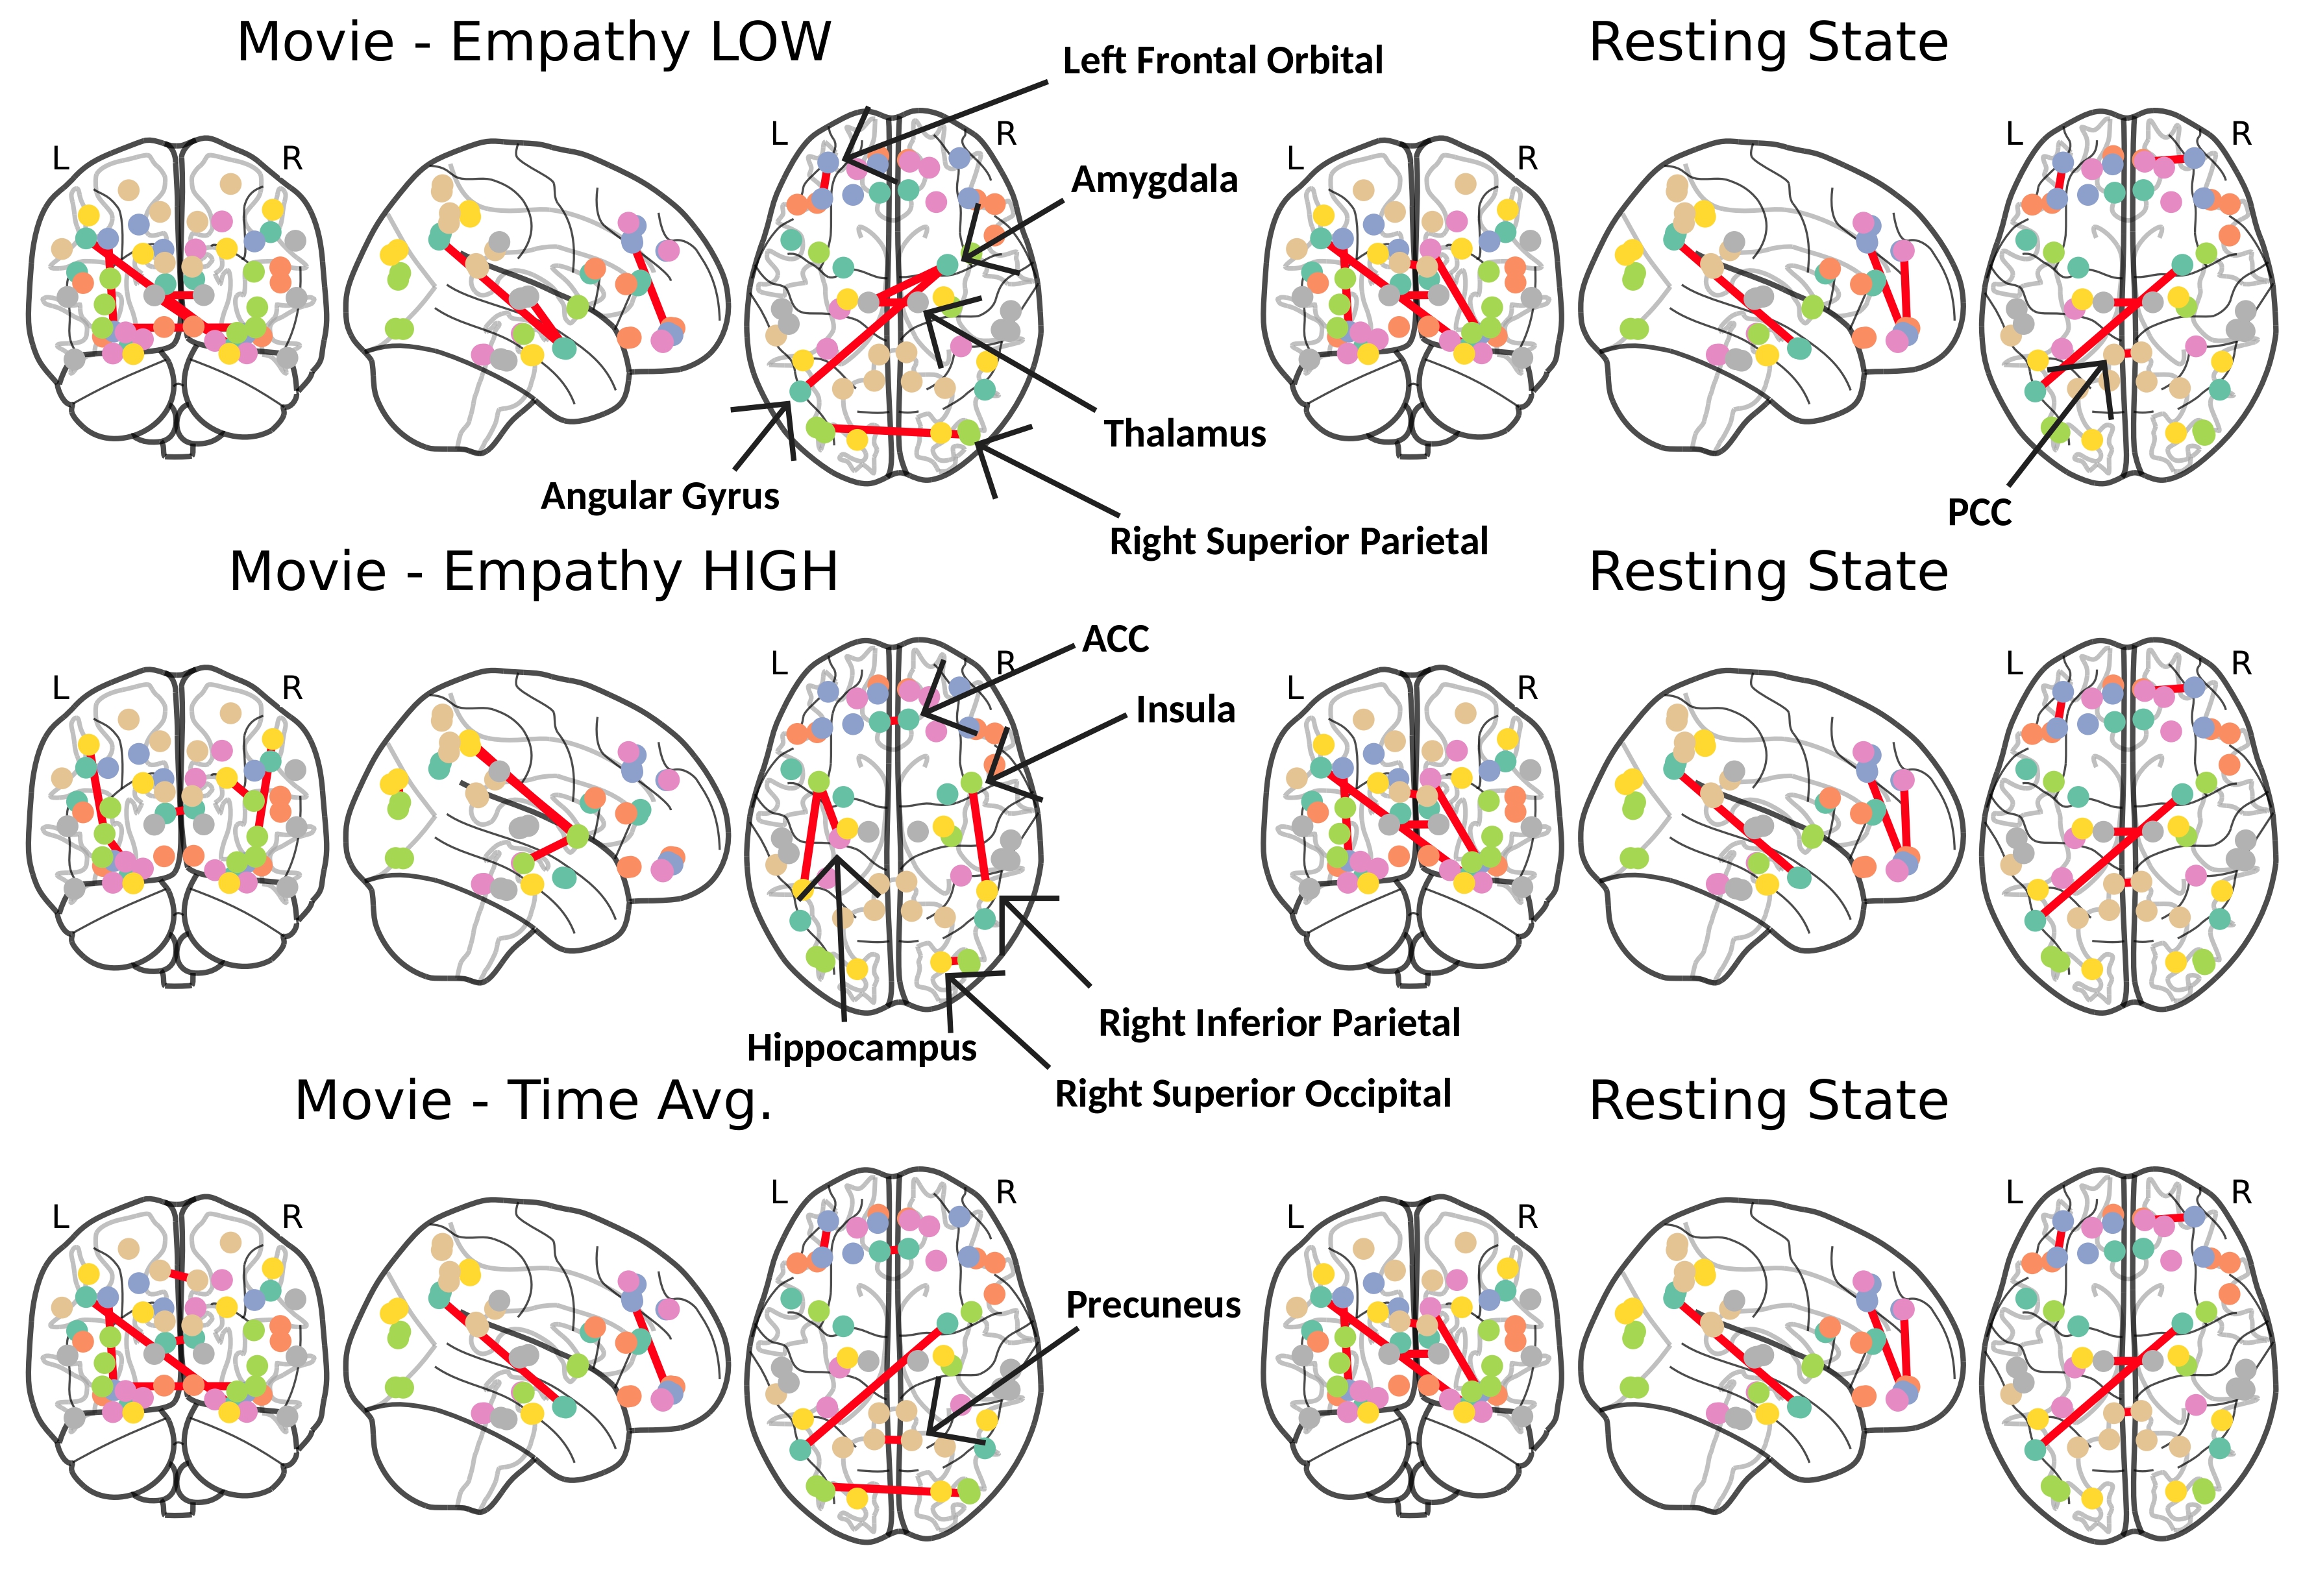 Movie - Empathy LOW
Left Frontal Orbital
Resting State
L
R
L
R
Amygdala
L
R
L
R
Thalamus
Angular Gyrus
PCC
Right Superior Parietal
Movie - Empathy HIGH
Resting State
ACC
L
R
L
R
L
R
L
R
Insula
Right Inferior Parietal
Hippocampus
Right Superior Occipital
Movie - Time Avg.
Resting State
L
R
L
R
L
R
L
R
Precuneus